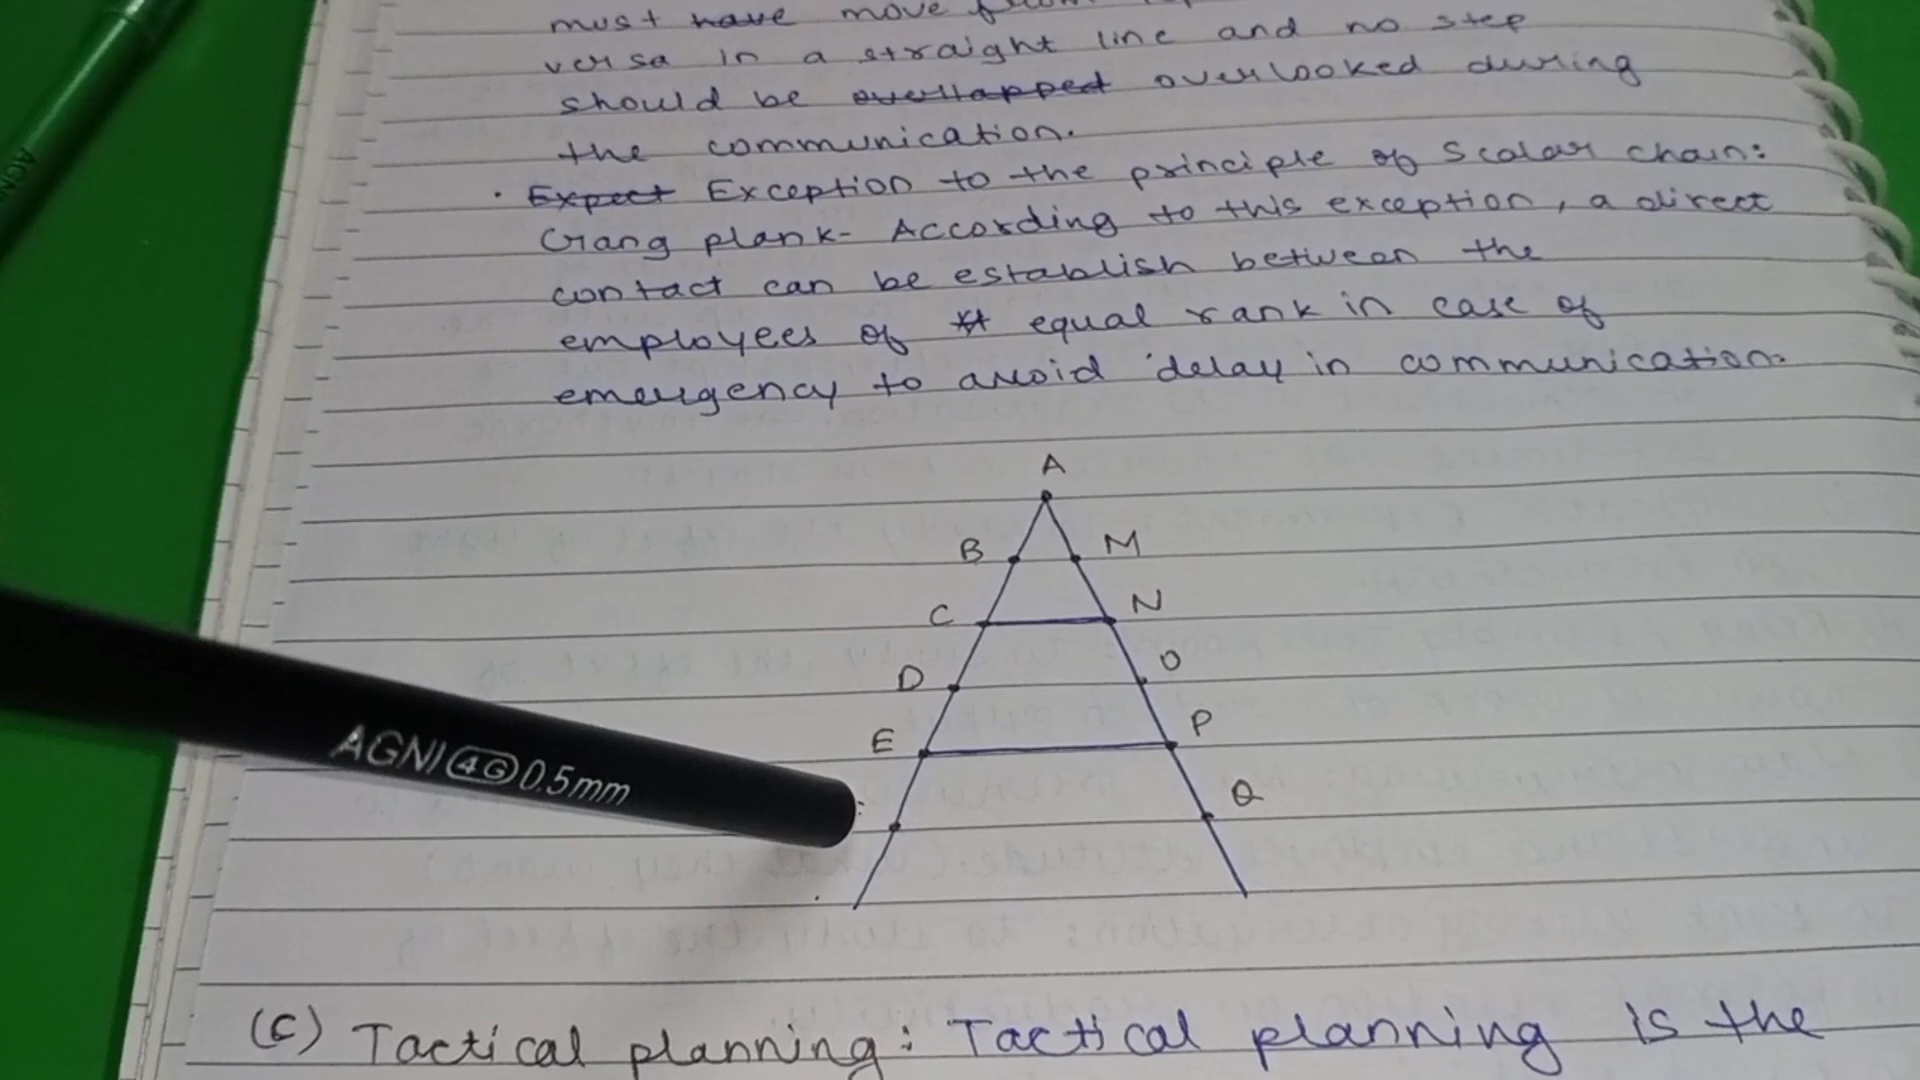 must have move from
versa in a straight line and no step
should be overlapped overlooked during
the communication.
· Expect Exception to the principle of Scalar chain:
Gang plank- According to this exception, a direct
contact can be establish between the
employees of equal rank in case of
emergency to avoid delay in communication.
A
B M
C N
D O
E P
Q
AGNI 4G 0.5mm
(C) Tactical planning: Tactical planning is the